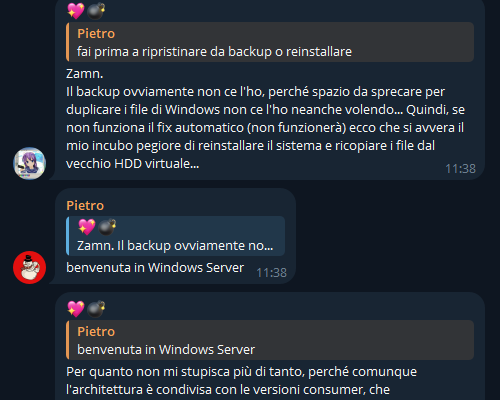 💖💣
Pietro
fai prima a ripristinare da backup o reinstallare
Zamn.
Il backup ovviamente non ce l'ho, perché spazio da sprecare per
duplicare i file di Windows non ce l'ho neanche volendo... Quindi, se
non funziona il fix automatico (non funzionerà) ecco che si avvera il
mio incubo pegiore di reinstallare il sistema e ricopiare i file dal
vecchio HDD virtuale...
11:38
Pietro
💖💣
Zamn. Il backup ovviamente no...
benvenuta in Windows Server 11:38
💖💣
Pietro
benvenuta in Windows Server
Per quanto non mi stupisca più di tanto, perché comunque
l'architettura è condivisa con le versioni consumer, che